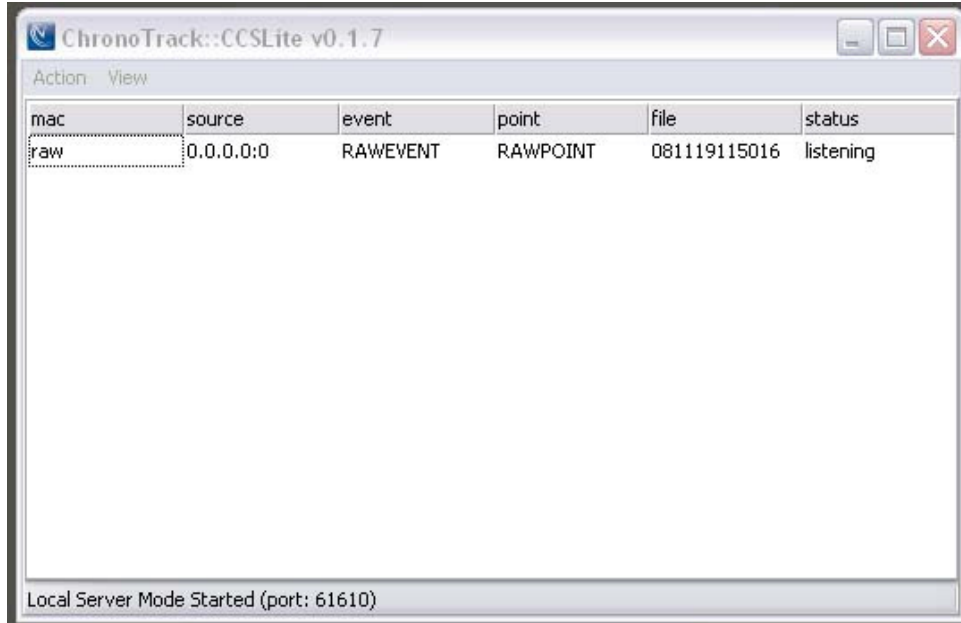 ChronoTrack::CCSLite v0.1.7
Action View
mac source event point file status
raw 0.0.0.0:0 RAWEVENT RAWPOINT 081119115016 listening
Local Server Mode Started (port: 61610)